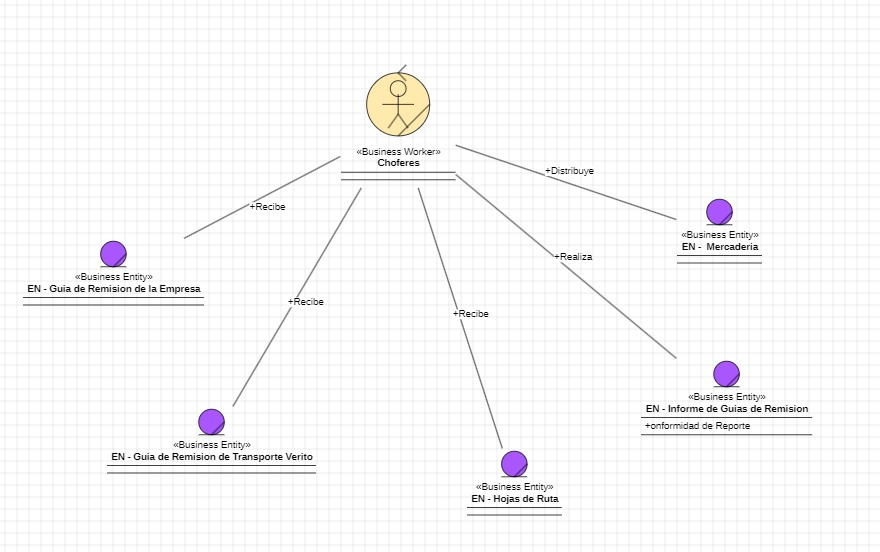 «Business Worker»
Choferes
+Distribuye
+Recibe
«Business Entity»
EN - Mercaderia
+Realiza
«Business Entity»
EN - Guia de Remision de la Empresa
+Recibe
+Recibe
«Business Entity»
EN - Informe de Guias de Remision
+onformidad de Reporte
«Business Entity»
EN - Guia de Remision de Transporte Verito
«Business Entity»
EN - Hojas de Ruta